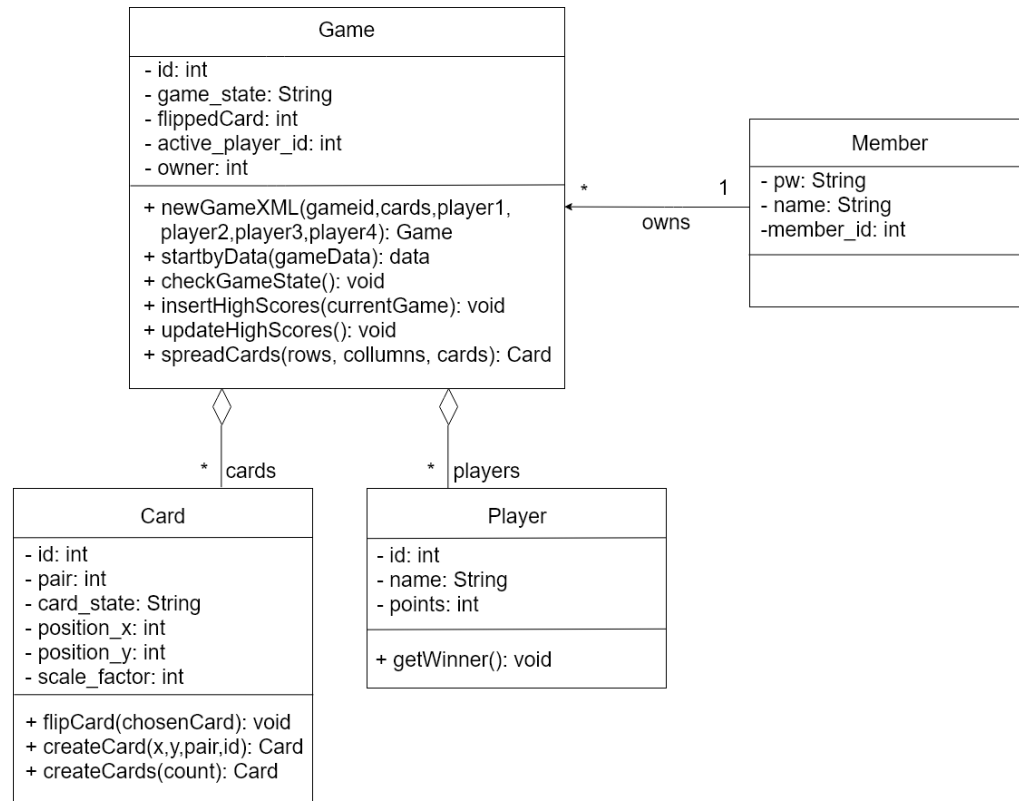 Game
- id: int
- game_state: String
- flippedCard: int
- active_player_id: int
- owner: int
+ newGameXML(gameid,cards,player1,
player2,player3,player4): Game
+ startbyData(gameData): data
+ checkGameState(): void
+ insertHighScores(currentGame): void
+ updateHighScores(): void
+ spreadCards(rows, collumns, cards): Card
* 1
owns
Member
- pw: String
- name: String
-member_id: int
* cards
* players
Card
- id: int
- pair: int
- card_state: String
- position_x: int
- position_y: int
- scale_factor: int
+ flipCard(chosenCard): void
+ createCard(x,y,pair,id): Card
+ createCards(count): Card
Player
- id: int
- name: String
- points: int
+ getWinner(): void